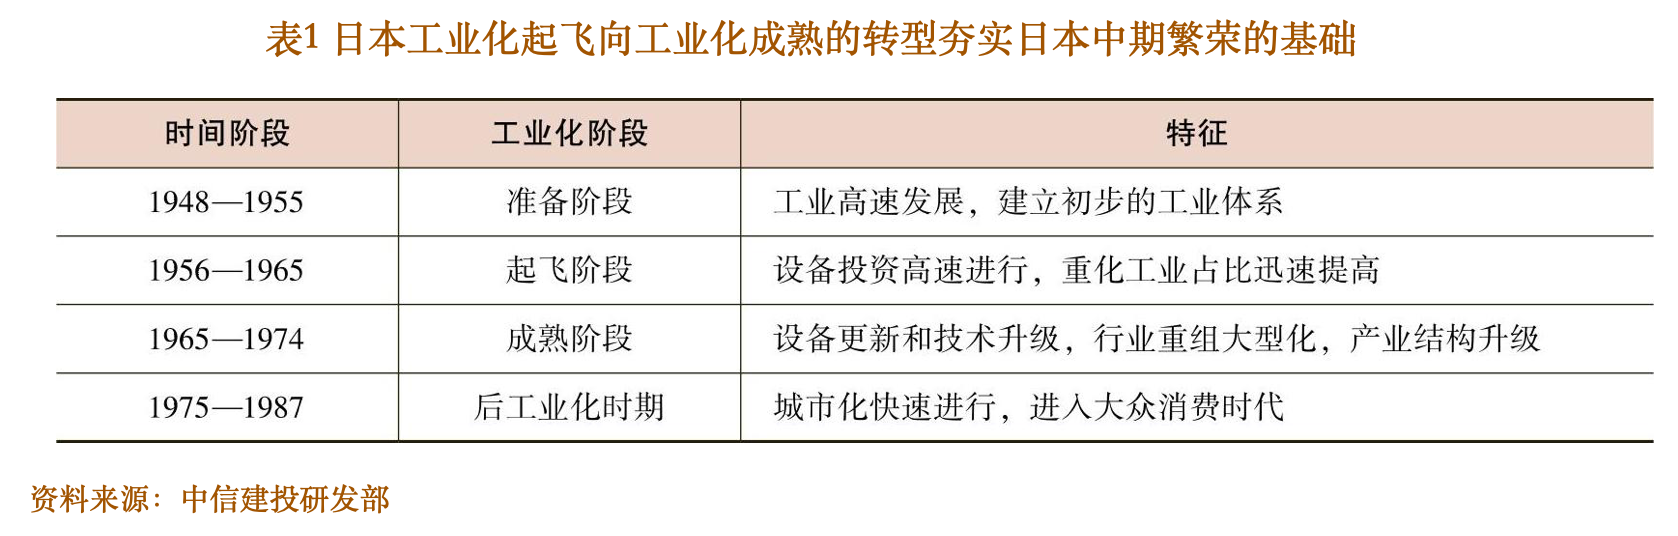 表1 日本工业化起飞向工业化成熟的转型夯实日本中期繁荣的基础
时间阶段 工业化阶段 特征
1948—1955 准备阶段 工业高速发展，建立初步的工业体系
1956—1965 起飞阶段 设备投资高速进行，重化工业占比迅速提高
1965—1974 成熟阶段 设备更新和技术升级，行业重组大型化，产业结构升级
1975—1987 后工业化时期 城市化快速进行，进入大众消费时代
资料来源：中信建投研发部